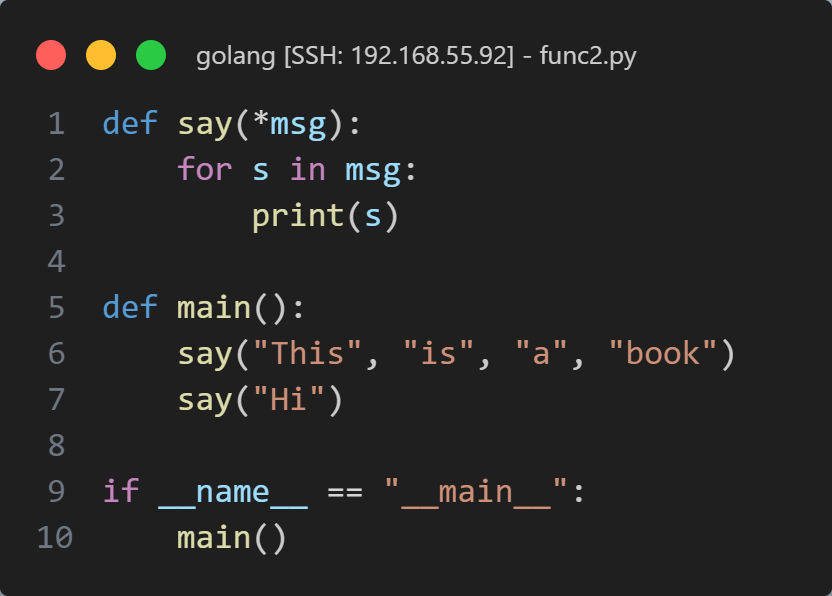 golang [SSH: 192.168.55.92] - func2.py
1 def say(*msg):
2     for s in msg:
3         print(s)
4
5 def main():
6     say("This", "is", "a", "book")
7     say("Hi")
8
9 if __name__ == "__main__":
10     main()